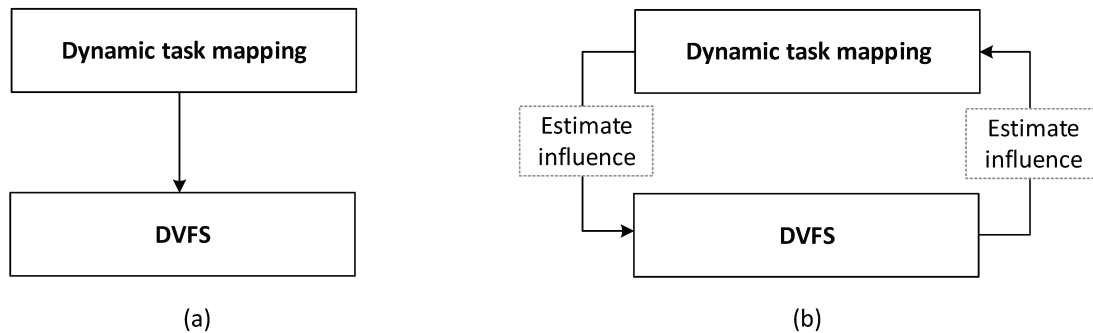 Dynamic task mapping
DVFS
(a)
Dynamic task mapping
Estimate
influence
Estimate
influence
DVFS
(b)